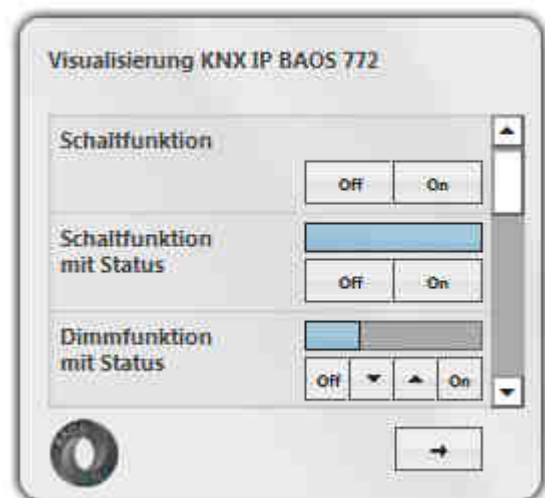 Visualisierung KNX IP BAOS 772
Schaltfunktion
Off On
Schaltfunktion
mit Status
Off On
Dimmfunktion
mit Status
Off On